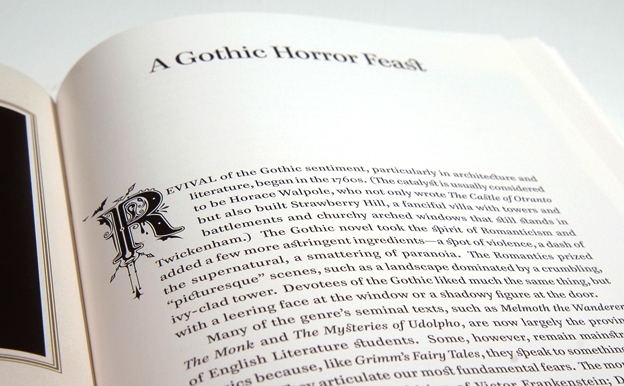 A Gothic Horror Feast
REVIVAL of the Gothic sentiment, particularly in architecture and
literature, began in the 1760s. (The catalyst is usually considered
to be Horace Walpole, who not only wrote The Castle of Otranto
but also built Strawberry Hill, a fanciful villa with towers and
battlements and churchy arched windows that still stands in
Twickenham.) The Gothic novel took the spirit of Romanticism and
added a few more astringent ingredients—a spot of violence, a dash of
the supernatural, a smattering of paranoia. The Romantics prized
“picturesque” scenes, such as a landscape dominated by a crumbling,
ivy-clad tower. Devotees of the Gothic liked much the same thing, but
with a leering face at the window or a shadowy figure at the door.
Many of the genre’s seminal texts, such as Melmoth the Wanderer
The Monk and The Mysteries of Udolpho, are now largely the
of English Literature students. Some, however, remain
because, like Grimm’s Fairy Tales, they speak to
They articulate our most fundamental fears. The
of Doctor Frankenstein;